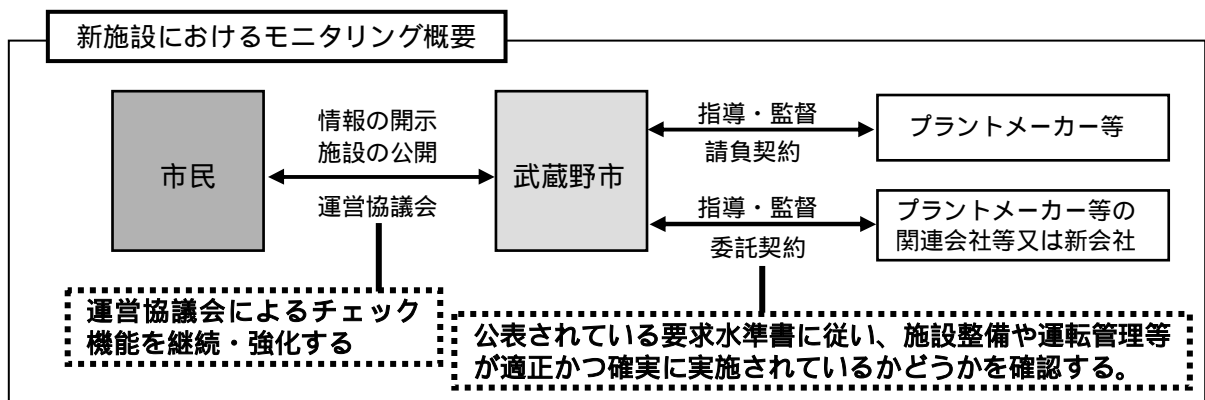 新施設におけるモニタリング概要
市民
情報の開示
施設の公開
運営協議会
武蔵野市
指導・監督
請負契約
プラントメーカー等
指導・監督
委託契約
プラントメーカー等の
関連会社等又は新会社
運営協議会によるチェック
機能を継続・強化する
公表されている要求水準書に従い、施設整備や運転管理等
が適正かつ確実に実施されているかどうかを確認する。